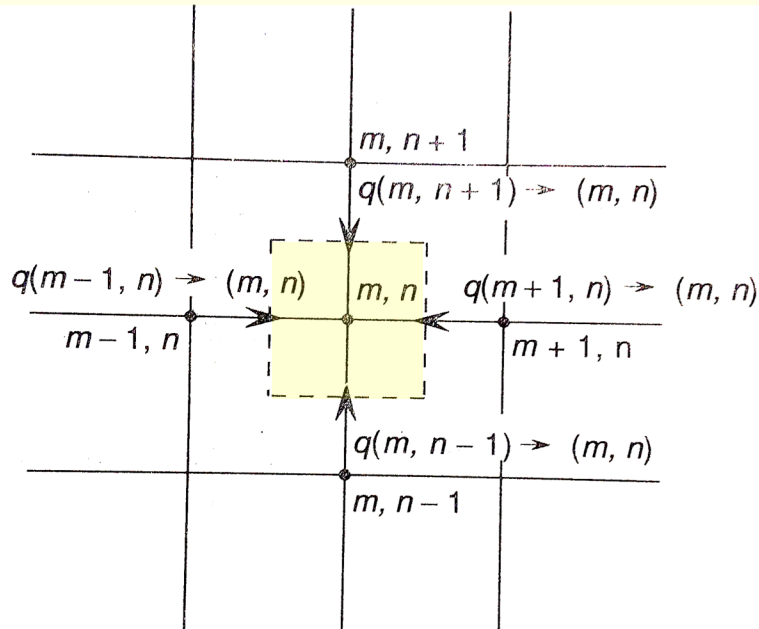 m, n + 1
q(m, n + 1) → (m, n)
q(m − 1, n) → (m, n)
m, n
q(m + 1, n) → (m, n)
m − 1, n
m + 1, n
q(m, n − 1) → (m, n)
m, n − 1